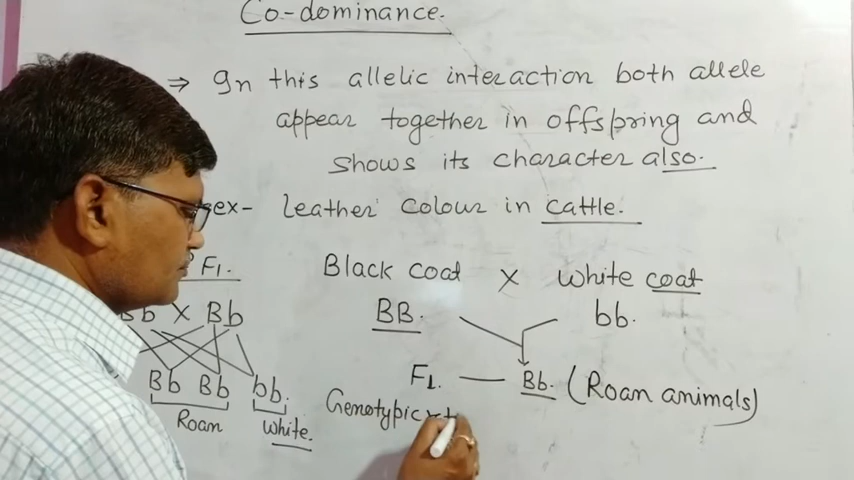 Co-dominance.
⇒ In this allelic interaction both allele
appear together in offspring and
shows its character also.
ex- leather colour in cattle.
F1. Black coat X white coat
BB. bb.
Bb X Bb
F1. — Bb. (Roan animals)
Bb Bb bb.
Roan white.
Genotypic